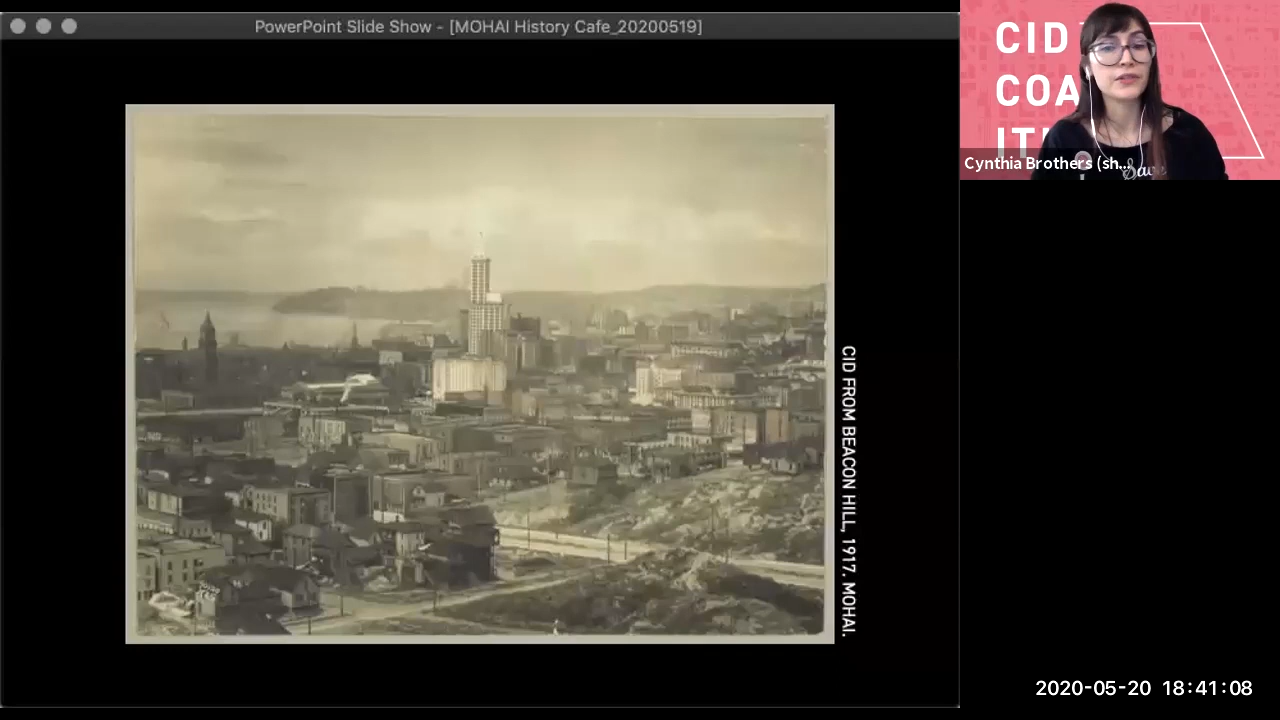 PowerPoint Slide Show - [MOHAI History Cafe_20200519]
CID FROM BEACON HILL, 1917. MOHAI.
CID
COA
IT
Cynthia Brothers (sh...
2020-05-20 18:41:08